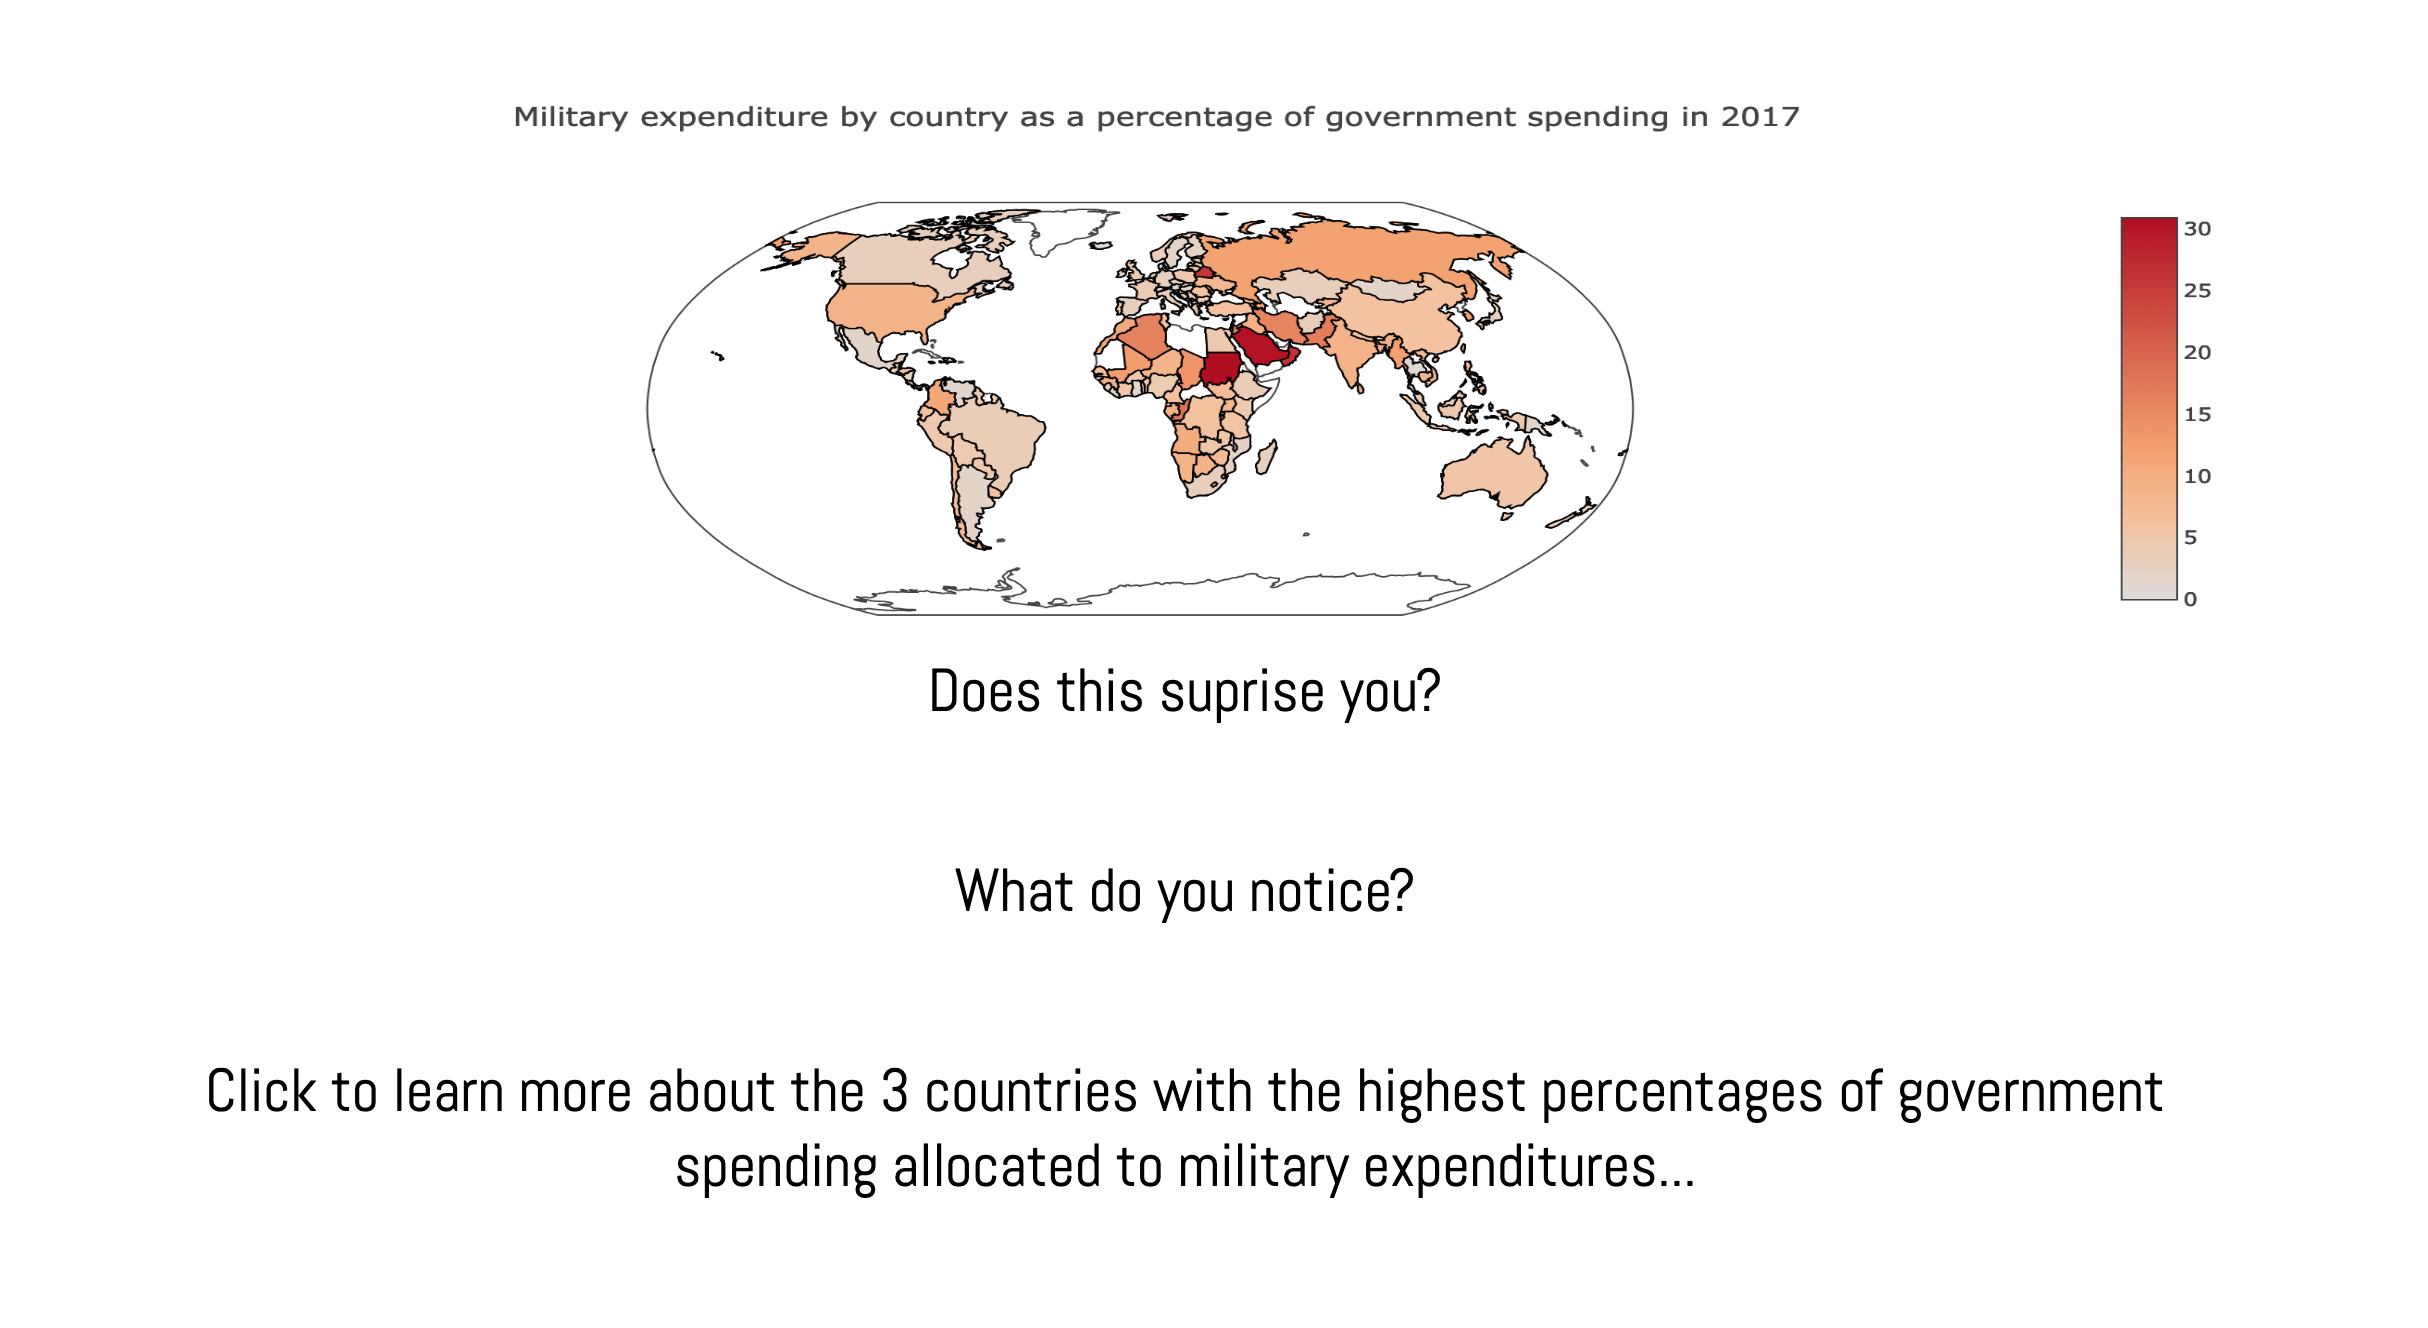 Military expenditure by country as a percentage of government spending in 2017
30
25
20
15
10
5
0
Does this suprise you?
What do you notice?
Click to learn more about the 3 countries with the highest percentages of government
spending allocated to military expenditures...